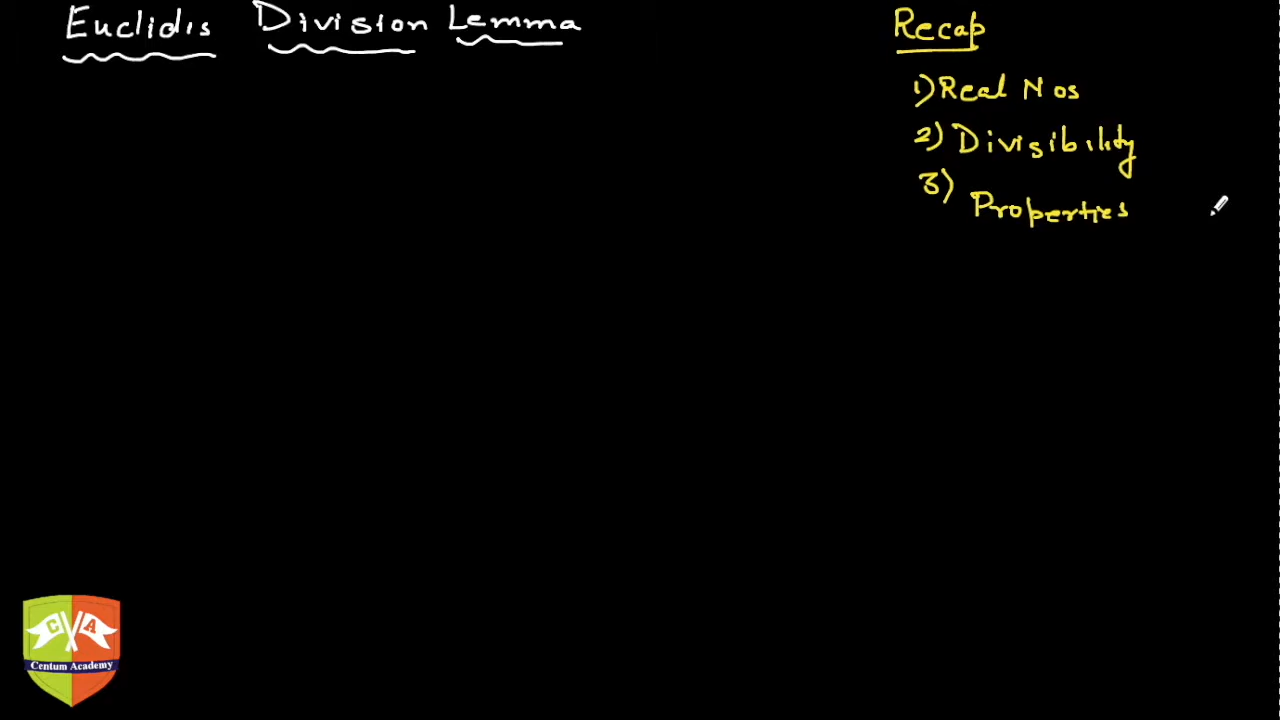 Euclidis Division Lemma
Recap
1) Real Nos
2) Divisibility
3) Properties
C A
Centum Academy